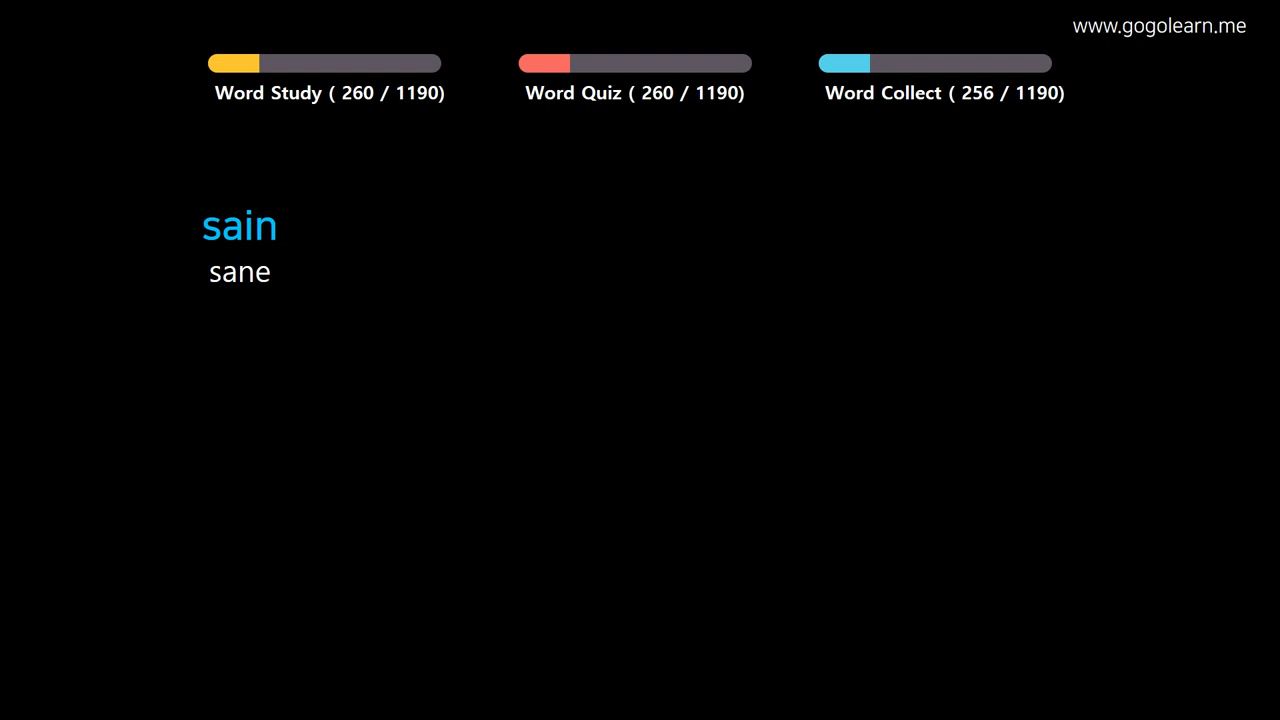 www.gogolearn.me
Word Study ( 260 / 1190)
Word Quiz ( 260 / 1190)
Word Collect ( 256 / 1190)
sain
sane